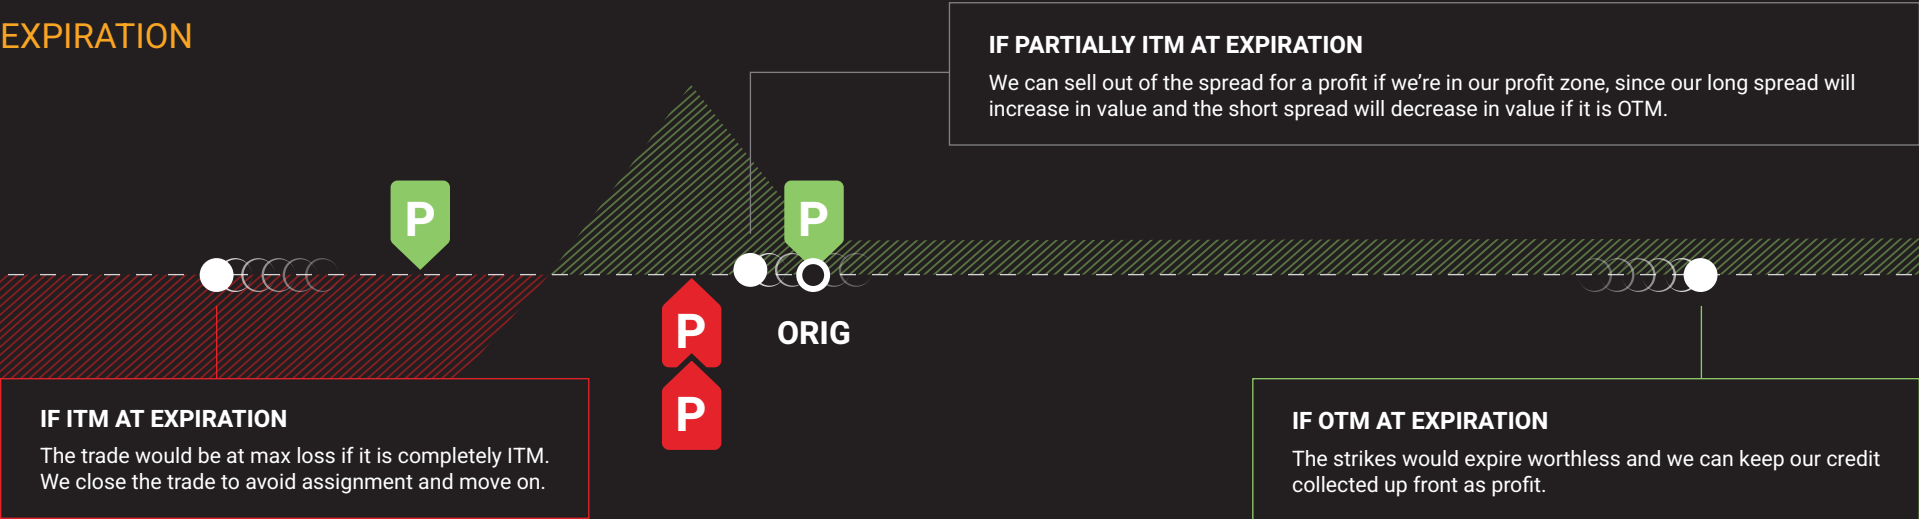 EXPIRATION
IF PARTIALLY ITM AT EXPIRATION
We can sell out of the spread for a profit if we’re in our profit zone, since our long spread will
increase in value and the short spread will decrease in value if it is OTM.
P
P
P
ORIG
P
IF ITM AT EXPIRATION
The trade would be at max loss if it is completely ITM.
We close the trade to avoid assignment and move on.
IF OTM AT EXPIRATION
The strikes would expire worthless and we can keep our credit
collected up front as profit.